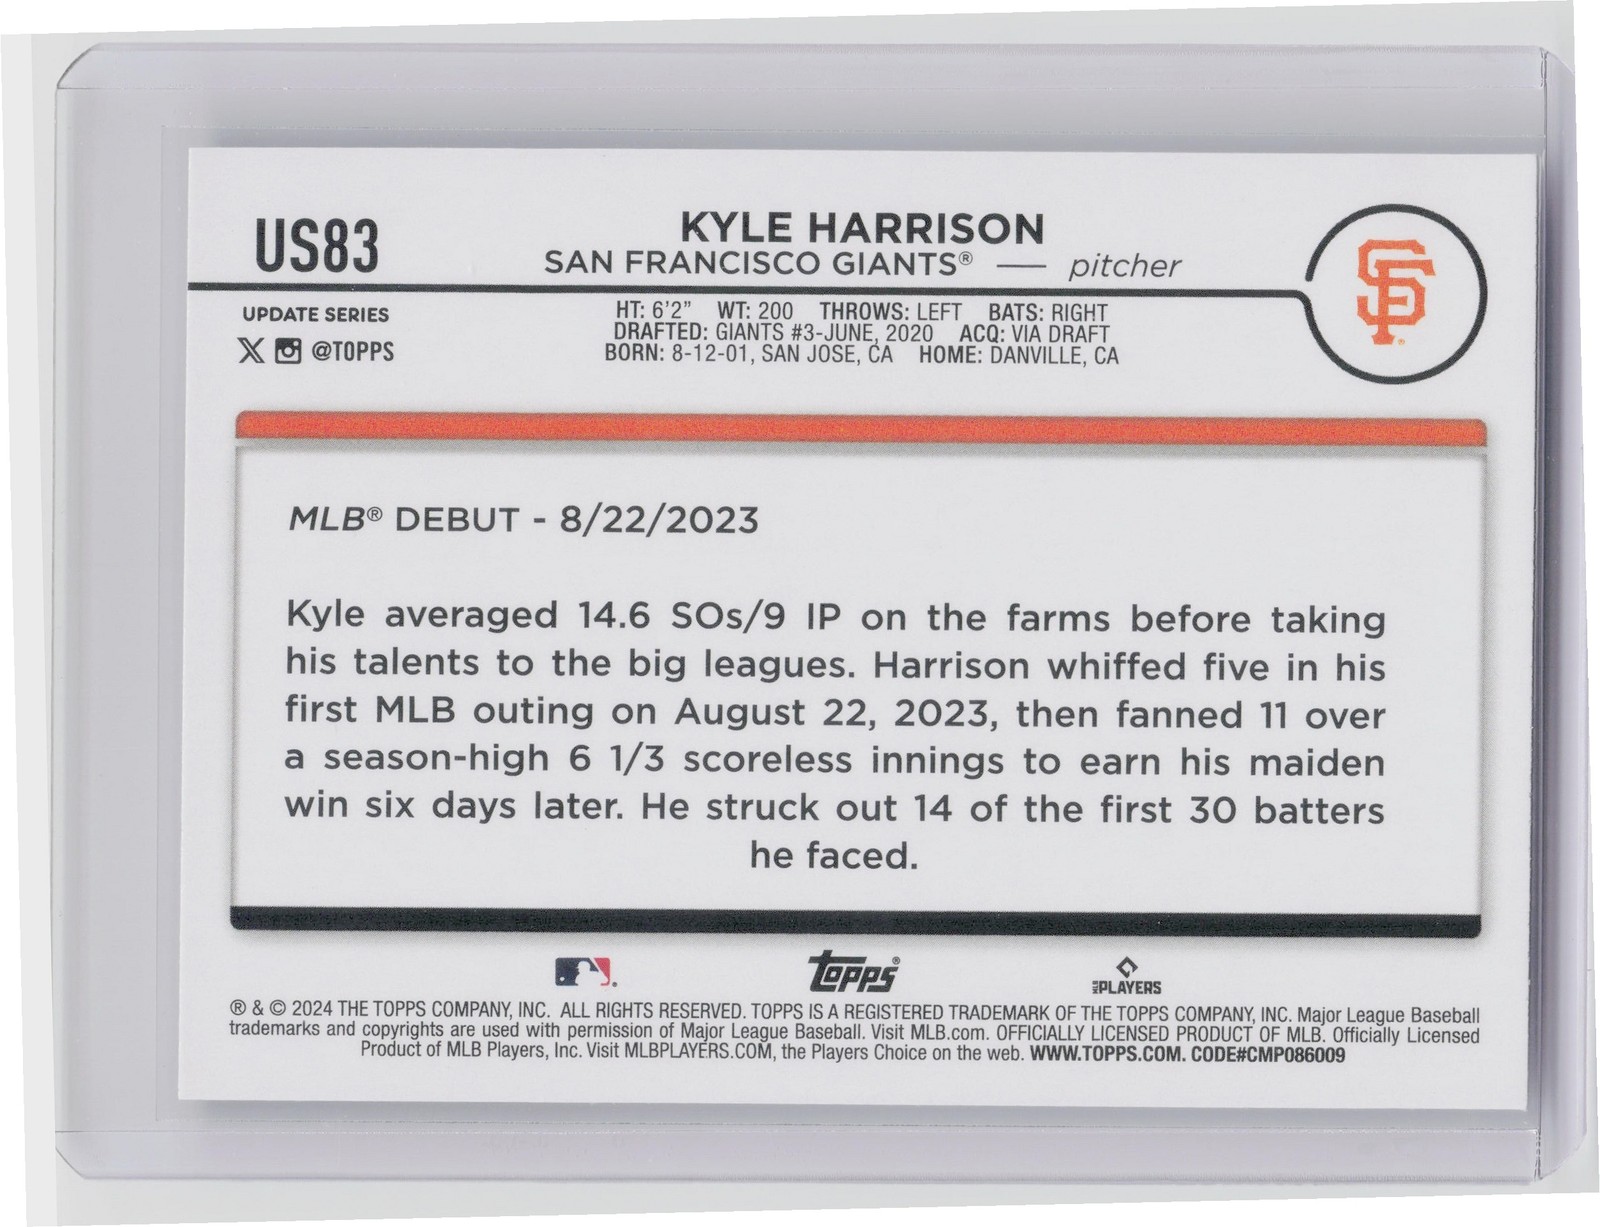 US83
KYLE HARRISON
SAN FRANCISCO GIANTS® — pitcher
UPDATE SERIES
@TOPPS
HT: 6'2" WT: 200 THROWS: LEFT BATS: RIGHT
DRAFTED: GIANTS #3-JUNE, 2020 ACQ: VIA DRAFT
BORN: 8-12-01, SAN JOSE, CA HOME: DANVILLE, CA
SF
MLB® DEBUT - 8/22/2023
Kyle averaged 14.6 SOs/9 IP on the farms before taking
his talents to the big leagues. Harrison whiffed five in his
first MLB outing on August 22, 2023, then fanned 11 over
a season-high 6 1/3 scoreless innings to earn his maiden
win six days later. He struck out 14 of the first 30 batters
he faced.
Topps®
MLB PLAYERS
® & © 2024 THE TOPPS COMPANY, INC. ALL RIGHTS RESERVED. TOPPS IS A REGISTERED TRADEMARK OF THE TOPPS COMPANY, INC. Major League Baseball
trademarks and copyrights are used with permission of Major League Baseball. Visit MLB.com. OFFICIALLY LICENSED PRODUCT OF MLB. Officially Licensed
Product of MLB Players, Inc. Visit MLBPLAYERS.COM, the Players Choice on the web. WWW.TOPPS.COM. CODE#CMP086009